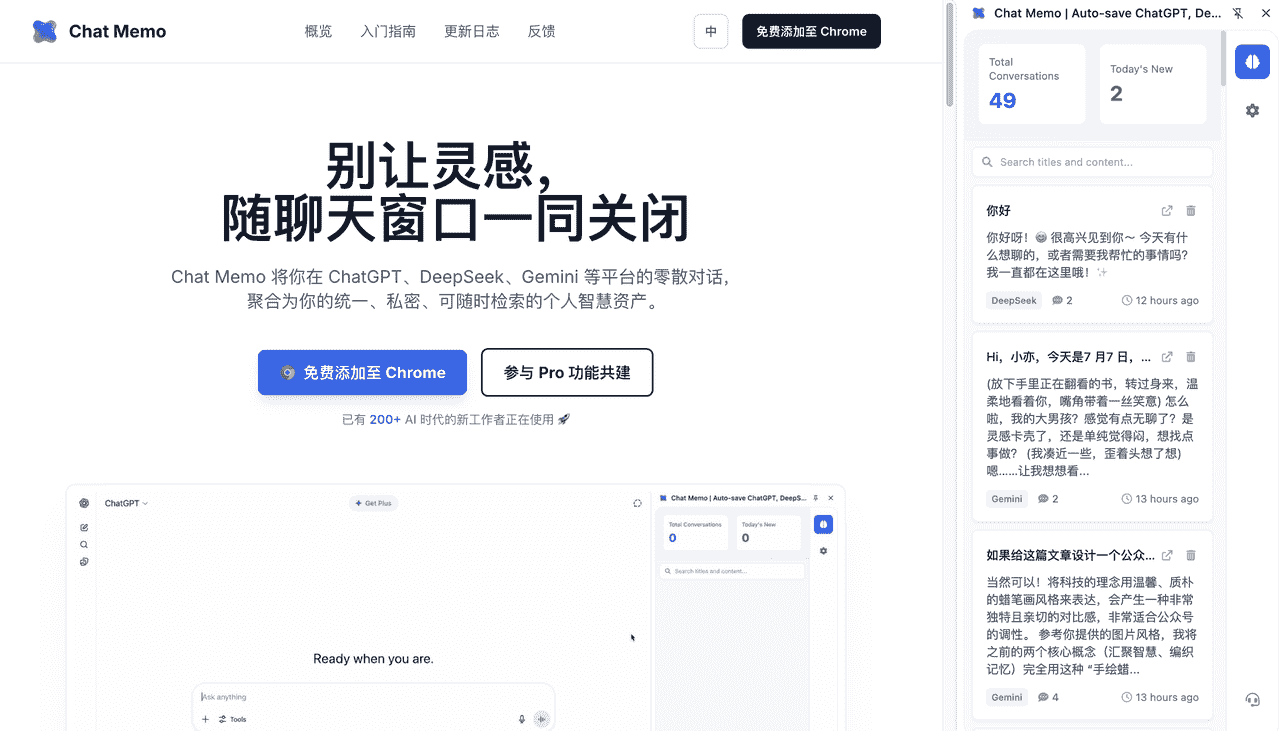 Chat Memo
概览
入门指南
更新日志
反馈
中
免费添加至 Chrome
别让灵感，
随聊天窗口一同关闭
Chat Memo 将你在 ChatGPT、DeepSeek、Gemini 等平台的零散对话，
聚合为你的统一、私密、可随时检索的个人智慧资产。
免费添加至 Chrome
参与 Pro 功能共建
已有 200+ AI 时代的新工作者正在使用 🚀
ChatGPT
Get Plus
Chat Memo | Auto-save ChatGPT, DeepS...
Total Conversations
0
Today's New
0
Search titles and content...
Ready when you are.
Ask anything
Tools
Chat Memo | Auto-save ChatGPT, De...
Total
Conversations
49
Today's New
2
Search titles and content...
你好
你好呀！😄 很高兴见到你～ 今天有什
么想聊的，或者需要我帮忙的事情吗？
我一直都在这里哦！✨
DeepSeek
2
12 hours ago
Hi，小亦，今天是7 月7 日，...
(放下手里正在翻看的书，转过身来，温
柔地看着你，嘴角带着一丝笑意) 怎么
啦，我的大男孩？感觉有点无聊了？是
灵感卡壳了，还是单纯觉得闷，想找点
事做？ (我凑近一些，歪着头想了想)
嗯......让我想想看...
Gemini
2
13 hours ago
如果给这篇文章设计一个公众...
当然可以！将科技的理念用温馨、质朴
的蜡笔画风格来表达，会产生一种非常
独特且亲切的对比感，非常适合公众号
的调性。 参考你提供的图片风格，我将
之前的两个核心概念（汇聚智慧、编织
记忆）完全用这种 “手绘蜡...
Gemini
4
13 hours ago